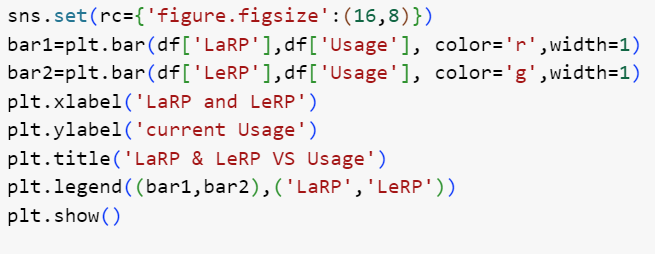 sns.set(rc={'figure.figsize':(16,8)})
bar1=plt.bar(df['LaRP'],df['Usage'], color='r',width=1)
bar2=plt.bar(df['LeRP'],df['Usage'], color='g',width=1)
plt.xlabel('LaRP and LeRP')
plt.ylabel('current Usage')
plt.title('LaRP & LeRP VS Usage')
plt.legend((bar1,bar2),('LaRP','LeRP'))
plt.show()